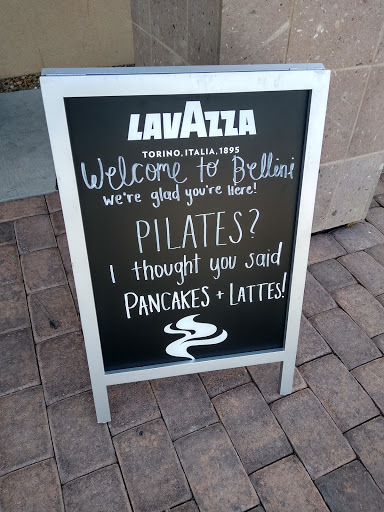 LAVAZZA
TORINO, ITALIA, 1895
Welcome to Bellini
We're glad you're Here!
PILATES?
I thought you said
PANCAKES + LATTES!